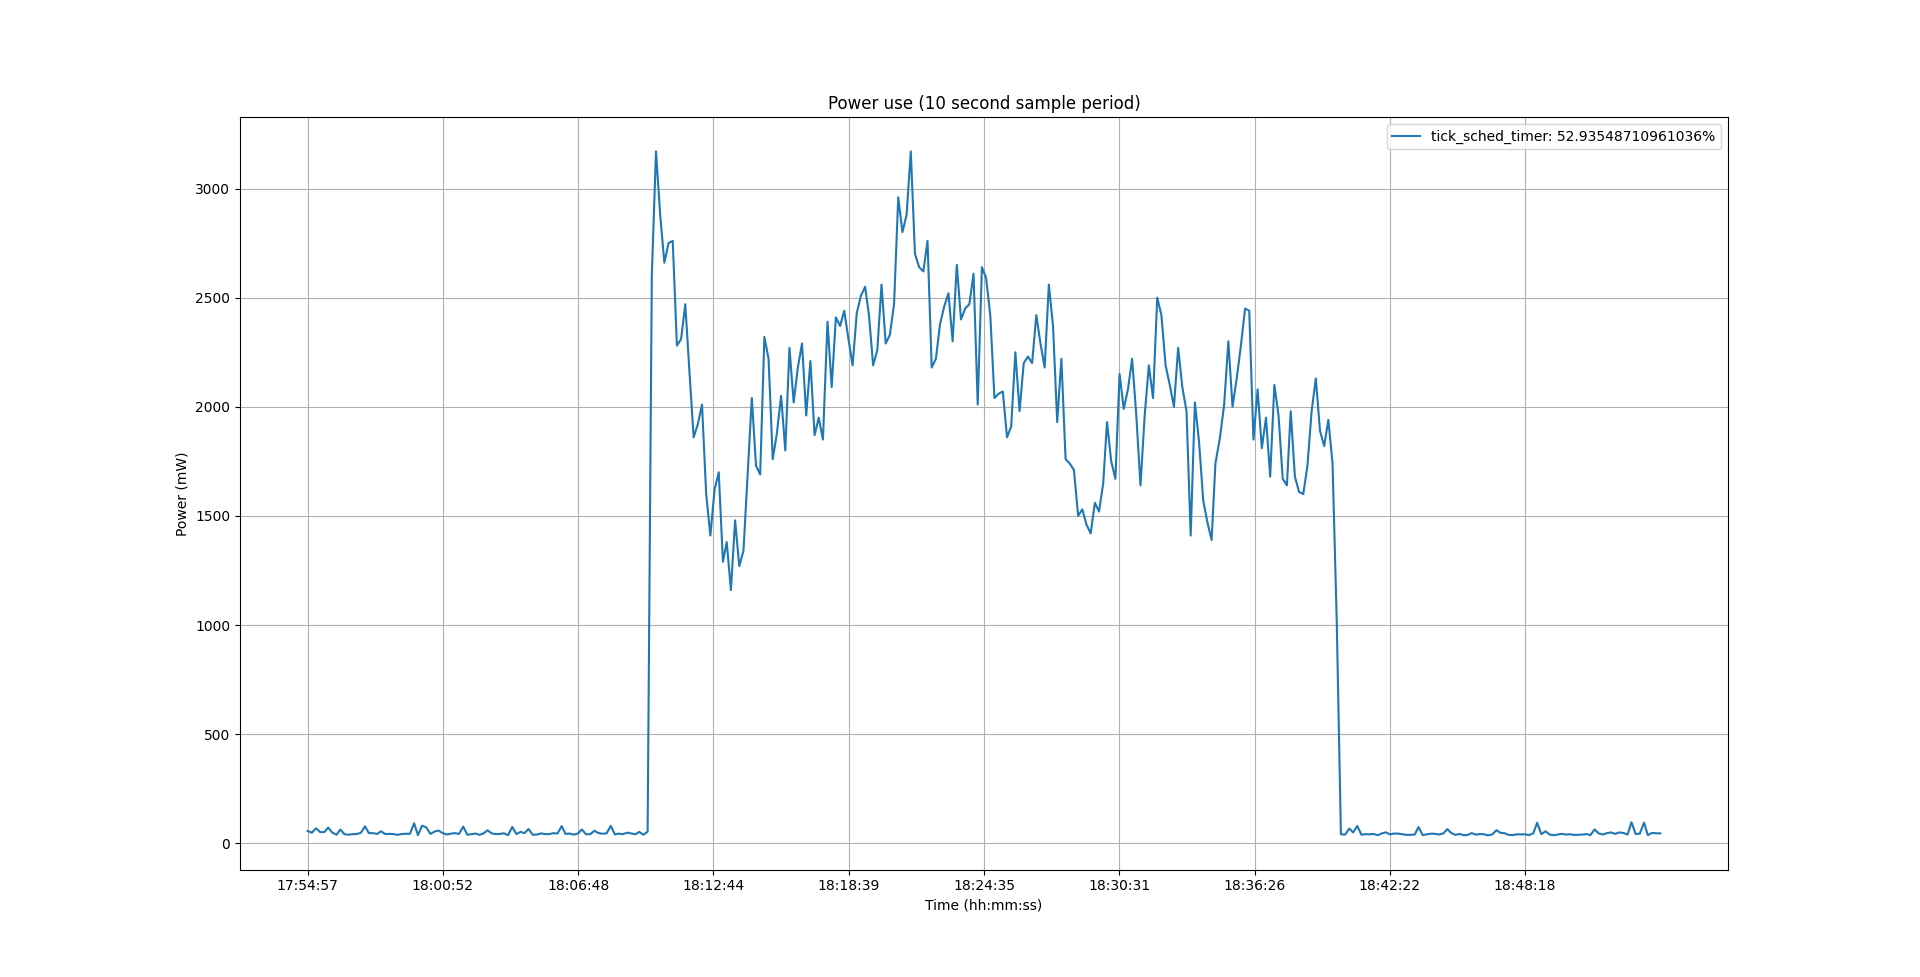 Power use (10 second sample period)
tick_sched_timer: 52.93548710961036%
3000
2500
2000
1500
1000
500
0
Power (mW)
17:54:57 18:00:52 18:06:48 18:12:44 18:18:39 18:24:35 18:30:31 18:36:26 18:42:22 18:48:18
Time (hh:mm:ss)